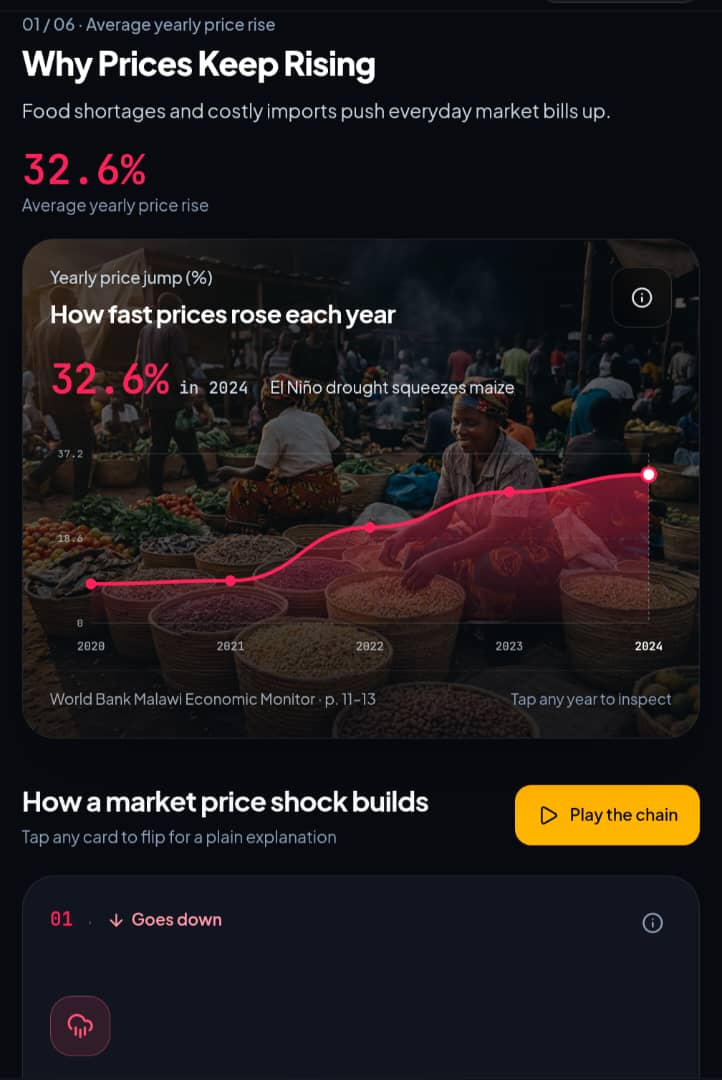 01 / 06 · Average yearly price rise
Why Prices Keep Rising
Food shortages and costly imports push everyday market bills up.
32.6%
Average yearly price rise
Yearly price jump (%)
How fast prices rose each year
32.6% in 2024 El Niño drought squeezes maize
37.2
18.6
0
2020 2021 2022 2023 2024
World Bank Malawi Economic Monitor · p. 11–13 Tap any year to inspect
How a market price shock builds
Play the chain
Tap any card to flip for a plain explanation
01 · ↓ Goes down